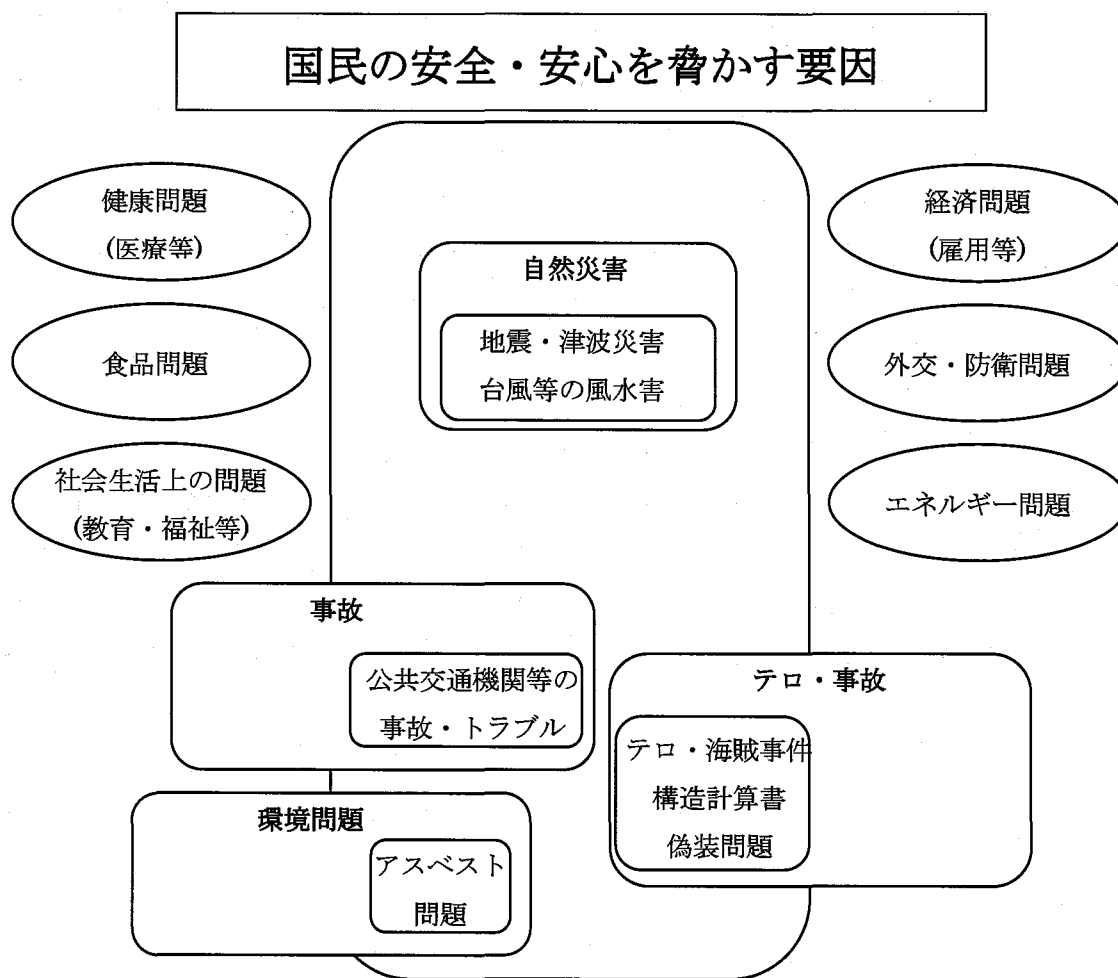 国民の安全・安心を脅かす要因
健康問題
(医療等)
食品問題
社会生活上の問題
(教育・福祉等)
自然災害
地震・津波災害
台風等の風水害
経済問題
(雇用等)
外交・防衛問題
エネルギー問題
事故
公共交通機関等の
事故・トラブル
テロ・事故
テロ・海賊事件
構造計算書
偽装問題
環境問題
アスベスト
問題